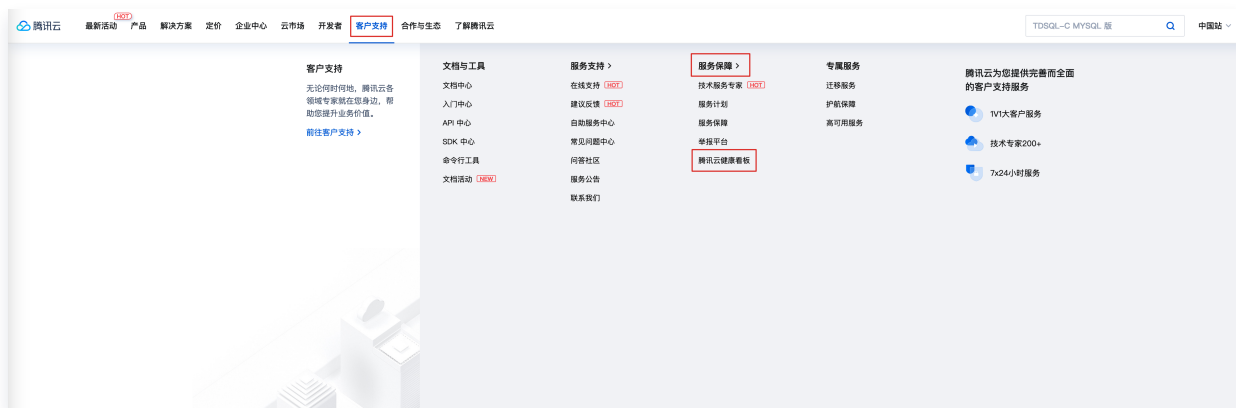 腾讯云
最新活动 HOT 产品 解决方案 定价 企业中心 云市场 开发者 客户支持 合作与生态 了解腾讯云
TDSQL-C MYSQL 版
中国站
客户支持
无论何时何地，腾讯云各
领域专家就在您身边，帮
助您提升业务价值。
前往客户支持 >
文档与工具
文档中心
入门中心
API 中心
SDK 中心
命令行工具
文档活动 NEW
服务支持 >
在线支持 HOT
建议反馈 HOT
自助服务中心
常见问题中心
问答社区
服务公告
联系我们
服务保障 >
技术服务专家 HOT
服务计划
服务保障
举报平台
腾讯云健康看板
专属服务
迁移服务
护航保障
高可用服务
腾讯云为您提供完善而全面
的客户支持服务
1V1大客户服务
技术专家200+
7x24小时服务